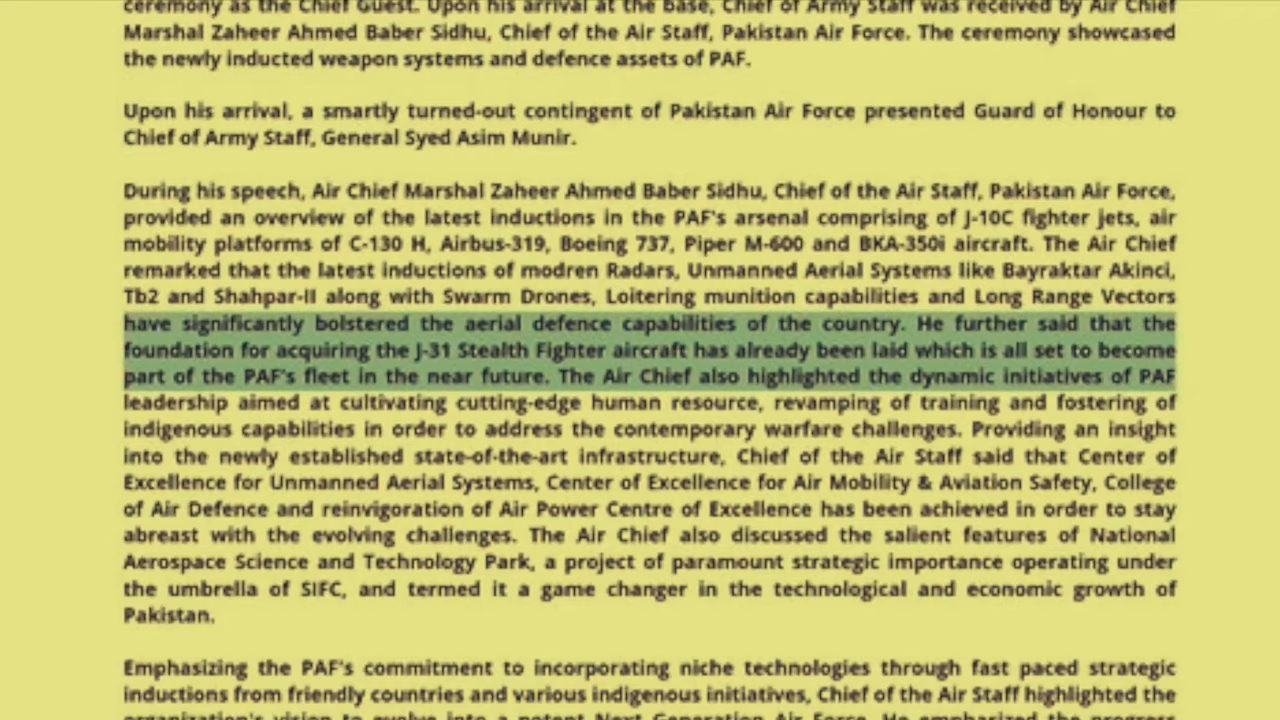 ceremony as the Chief Guest. Upon his arrival at the base, Chief of Army Staff was received by Air Chief
Marshal Zaheer Ahmed Baber Sidhu, Chief of the Air Staff, Pakistan Air Force. The ceremony showcased
the newly inducted weapon systems and defence assets of PAF.
Upon his arrival, a smartly turned-out contingent of Pakistan Air Force presented Guard of Honour to
Chief of Army Staff, General Syed Asim Munir.
During his speech, Air Chief Marshal Zaheer Ahmed Baber Sidhu, Chief of the Air Staff, Pakistan Air Force,
provided an overview of the latest inductions in the PAF's arsenal comprising of J-10C fighter jets, air
mobility platforms of C-130 H, Airbus-319, Boeing 737, Piper M-600 and BKA-350i aircraft. The Air Chief
remarked that the latest inductions of modren Radars, Unmanned Aerial Systems like Bayraktar Akinci,
Tb2 and Shahpar-II along with Swarm Drones, Loitering munition capabilities and Long Range Vectors
have significantly bolstered the aerial defence capabilities of the country. He further said that the
foundation for acquiring the J-31 Stealth Fighter aircraft has already been laid which is all set to become
part of the PAF's fleet in the near future. The Air Chief also highlighted the dynamic initiatives of PAF
leadership aimed at cultivating cutting-edge human resource, revamping of training and fostering of
indigenous capabilities in order to address the contemporary warfare challenges. Providing an insight
into the newly established state-of-the-art infrastructure, Chief of the Air Staff said that Center of
Excellence for Unmanned Aerial Systems, Center of Excellence for Air Mobility & Aviation Safety, College
of Air Defence and reinvigoration of Air Power Centre of Excellence has been achieved in order to stay
abreast with the evolving challenges. The Air Chief also discussed the salient features of National
Aerospace Science and Technology Park, a project of paramount strategic importance operating under
the umbrella of SIFC, and termed it a game changer in the technological and economic growth of
Pakistan.
Emphasizing the PAF's commitment to incorporating niche technologies through fast paced strategic
inductions from friendly countries and various indigenous initiatives, Chief of the Air Staff highlighted the
organization's vision to evolve into a potent Next Generation Air Force. He emphasized the progress